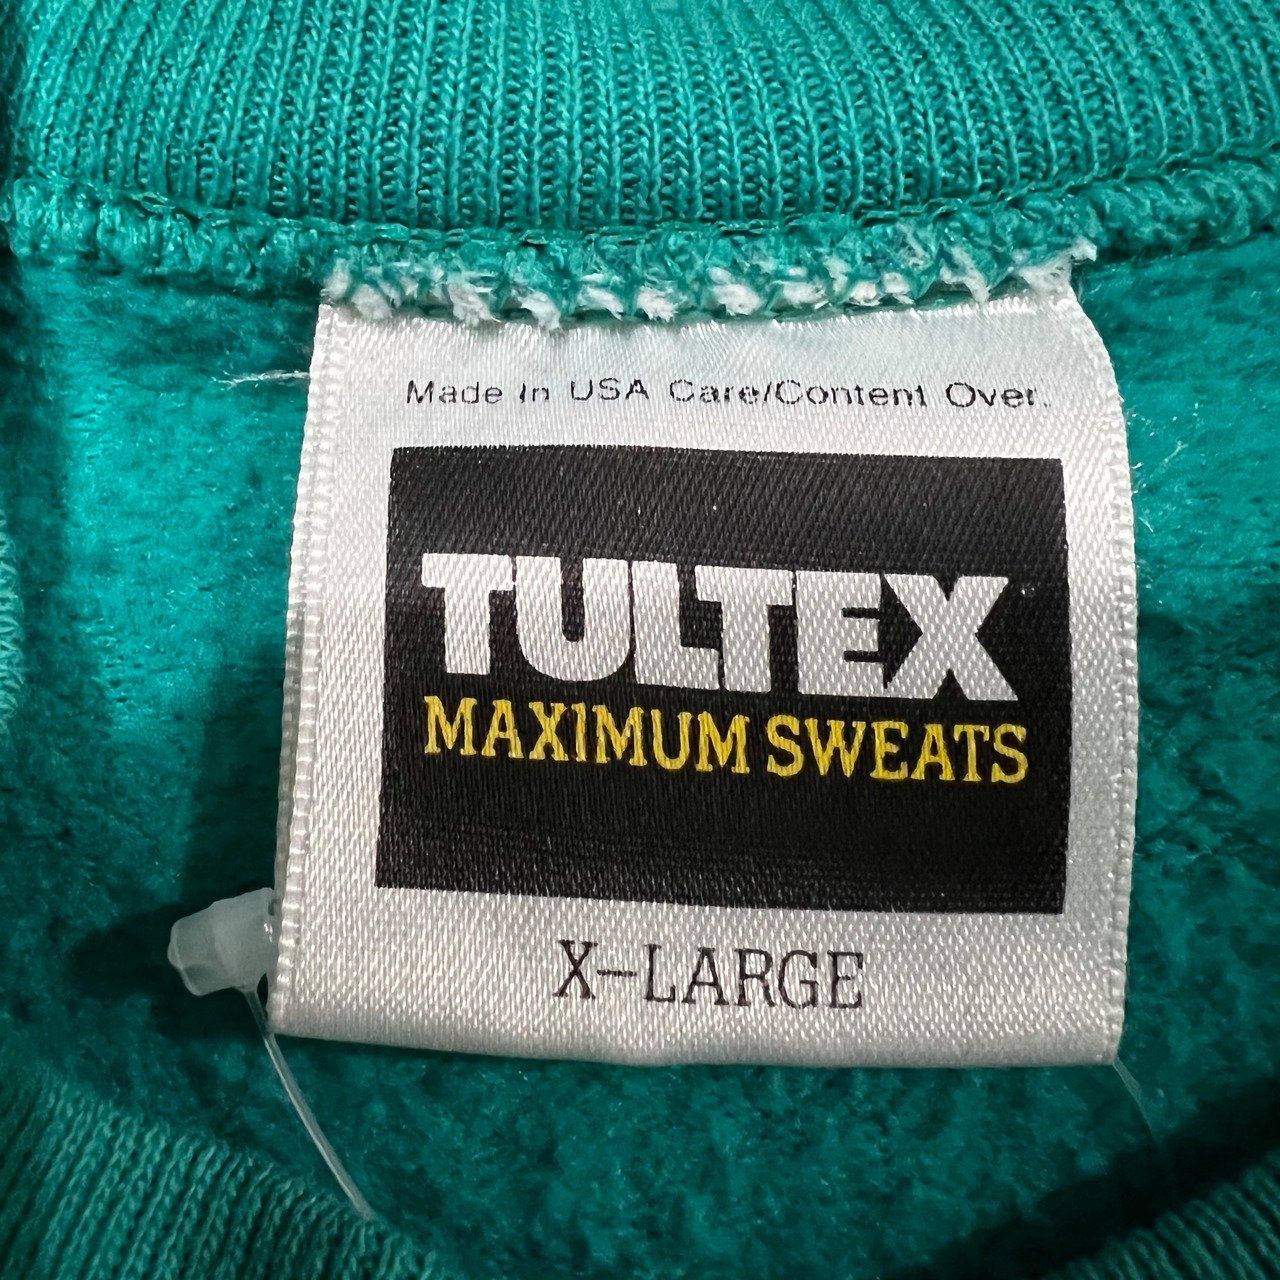 Made In USA Care/Content Over.
TULTEX
MAXIMUM SWEATS
X-LARGE